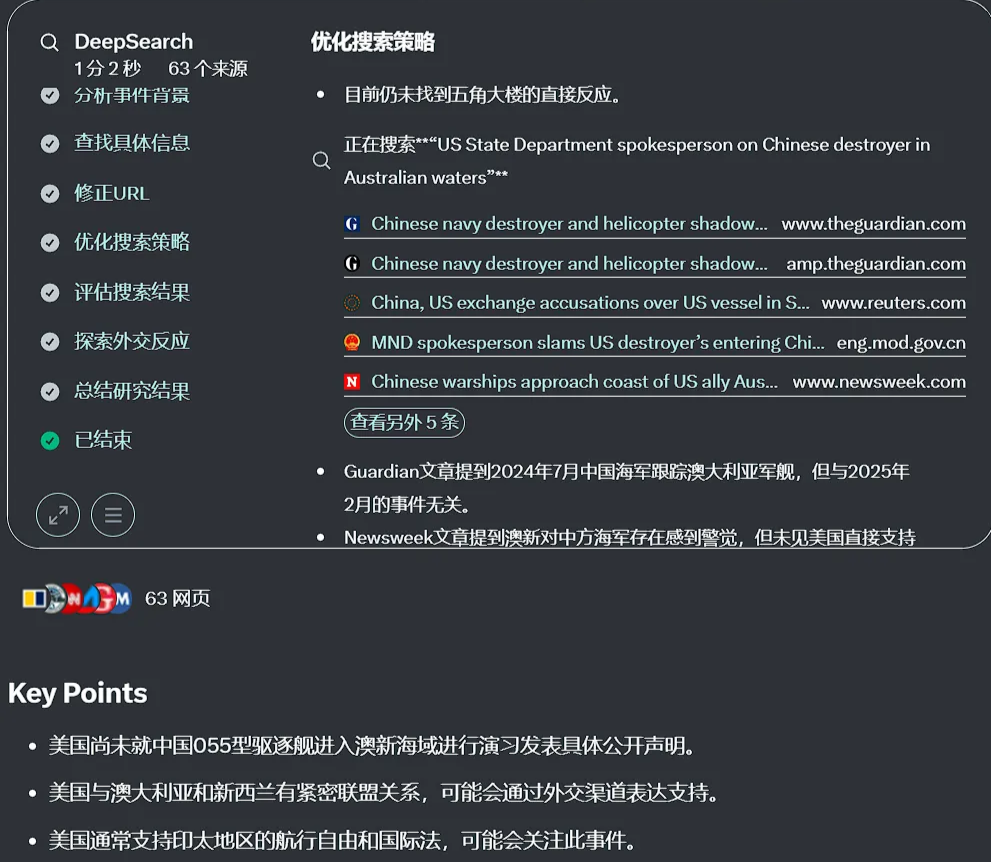 DeepSearch
1分2秒 63个来源
分析事件背景
查找具体信息
修正URL
优化搜索策略
评估搜索结果
探索外交反应
总结研究结果
已结束
优化搜索策略
目前仍未找到五角大楼的直接反应。
正在搜索**“US State Department spokesperson on Chinese destroyer in
Australian waters”**
Chinese navy destroyer and helicopter shadow... www.theguardian.com
Chinese navy destroyer and helicopter shadow... amp.theguardian.com
China, US exchange accusations over US vessel in S... www.reuters.com
MND spokesperson slams US destroyer’s entering Chi... eng.mod.gov.cn
Chinese warships approach coast of US ally Aus... www.newsweek.com
查看另外 5 条
Guardian文章提到2024年7月中国海军跟踪澳大利亚军舰，但与2025年
2月的事件无关。
Newsweek文章提到澳新对中方海军存在感到警觉，但未见美国直接支持
63 网页
Key Points
美国尚未就中国055型驱逐舰进入澳新海域进行演习发表具体公开声明。
美国与澳大利亚和新西兰有紧密联盟关系，可能会通过外交渠道表达支持。
美国通常支持印太地区的航行自由和国际法，可能会关注此事件。